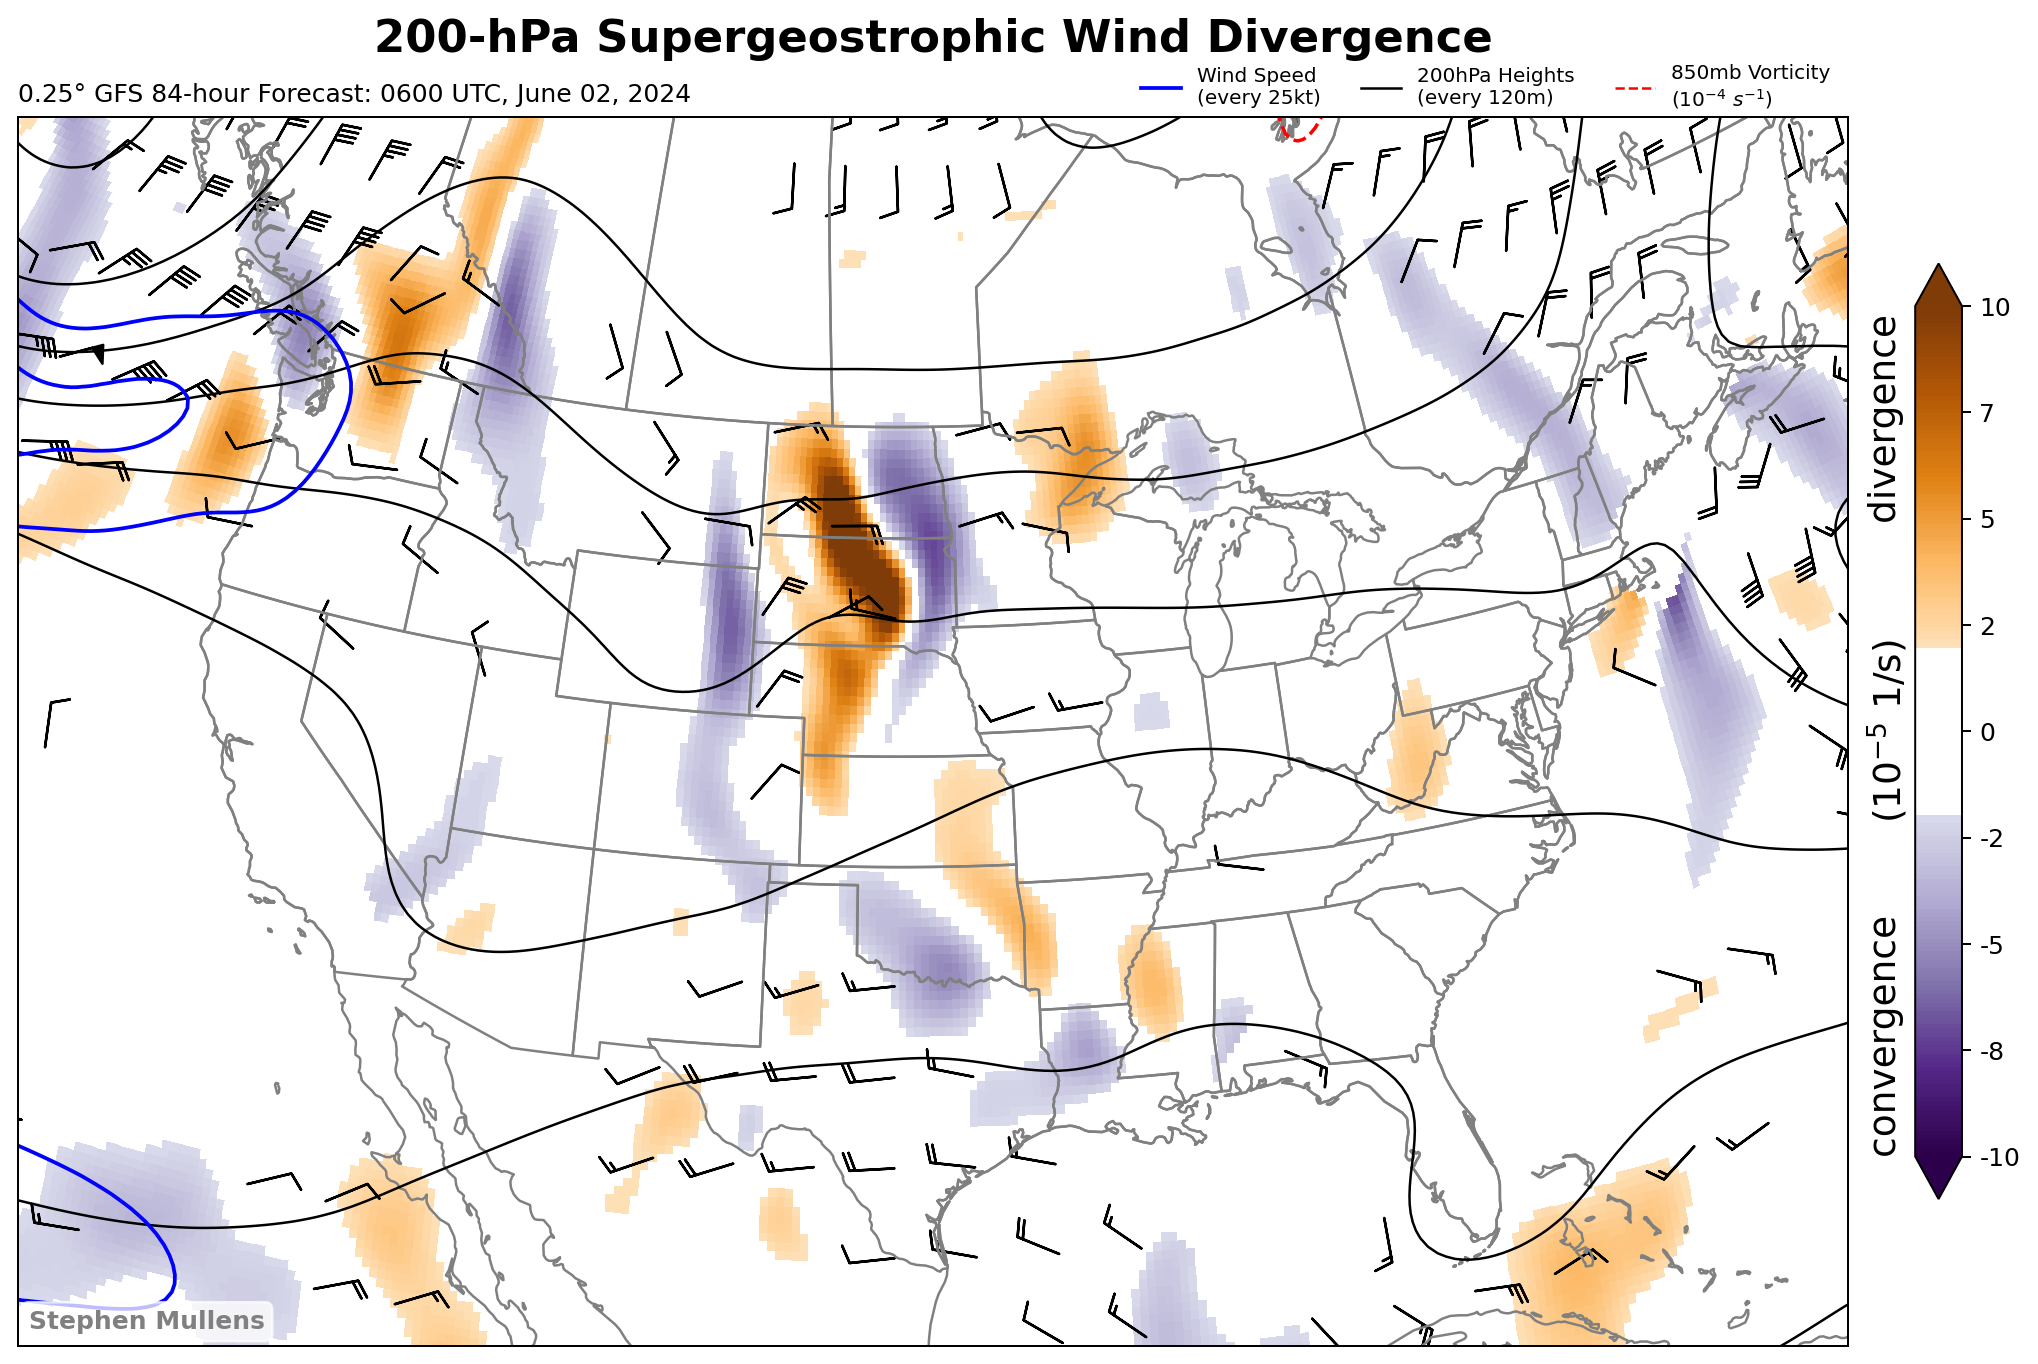 200-hPa Supergeostrophic Wind Divergence
0.25° GFS 84-hour Forecast: 0600 UTC, June 02, 2024
Wind Speed
(every 25kt)
200hPa Heights
(every 120m)
850mb Vorticity
(10⁻⁴ s⁻¹)
10
7
5
2
0
-2
-5
-8
-10
convergence (10⁻⁵ 1/s) divergence
Stephen Mullens